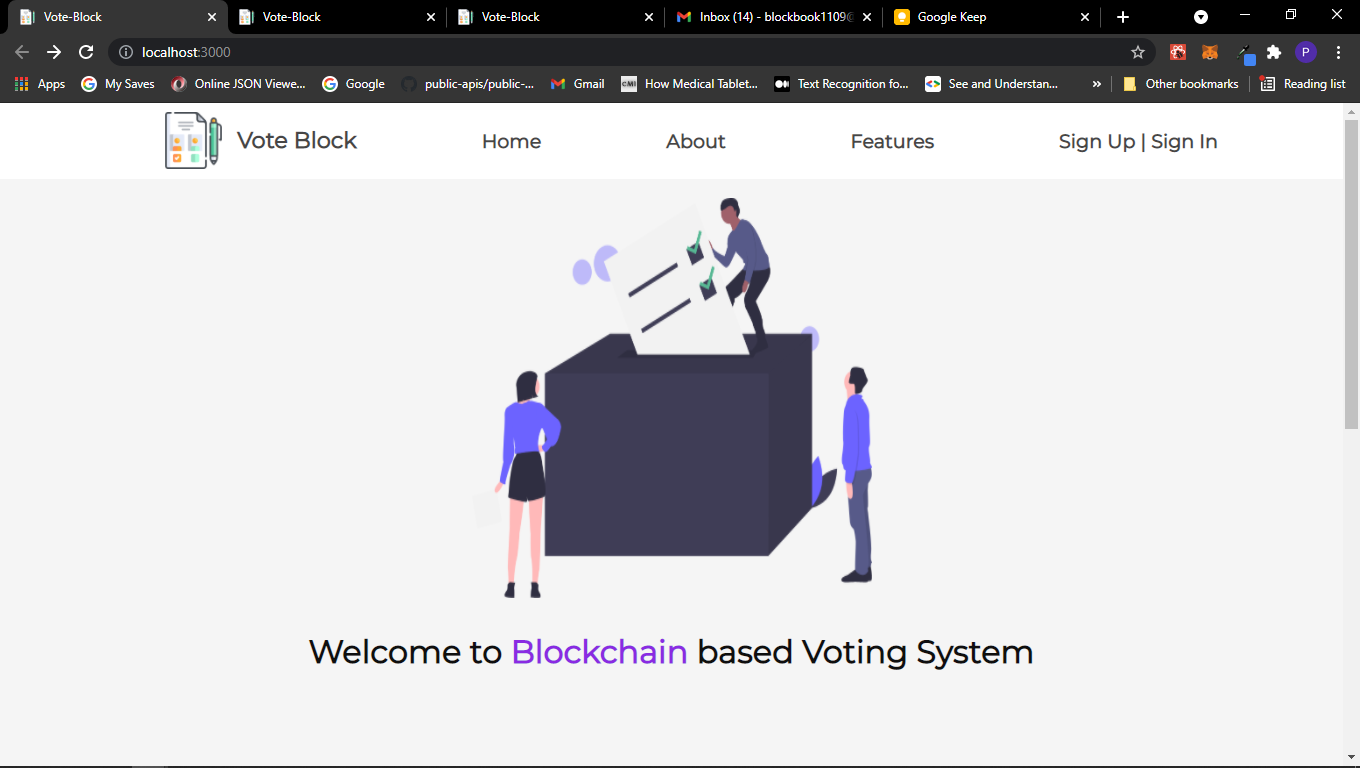 Vote-Block
Vote-Block
Vote-Block
Inbox (14) - blockbook1109@
Google Keep
localhost:3000
P
Apps
My Saves
Online JSON Viewe...
Google
public-apis/public-...
Gmail
CMI
How Medical Tablet...
Text Recognition fo...
See and Understan...
»
Other bookmarks
Reading list
Vote Block
Home
About
Features
Sign Up | Sign In
Welcome to Blockchain based Voting System